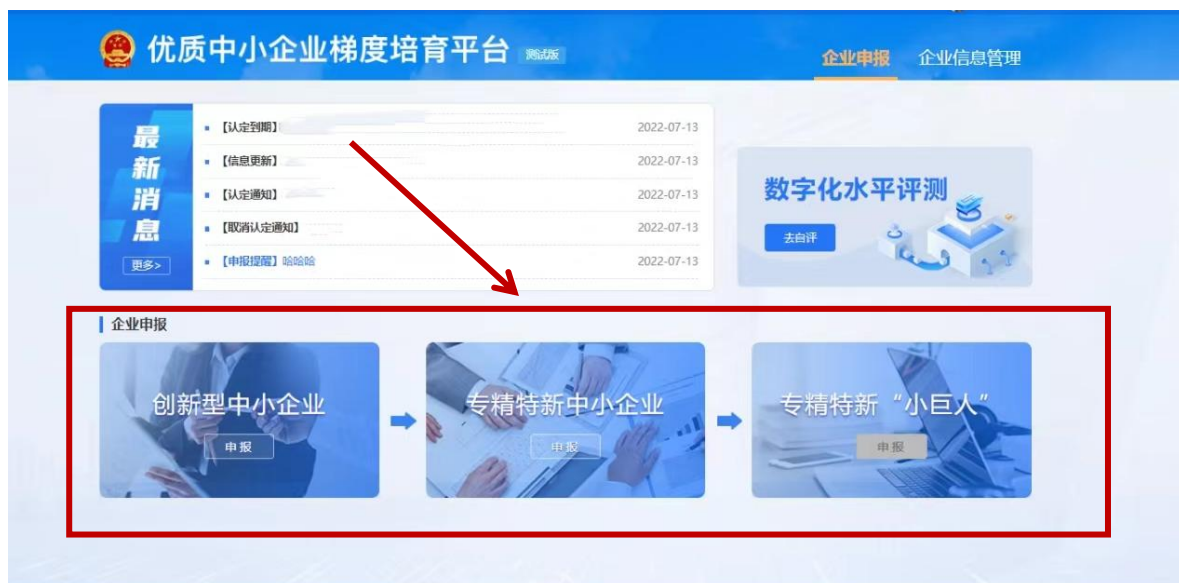 优质中小企业梯度培育平台 测试版
企业申报 企业信息管理
最新消息
更多>
【认定到期】 2022-07-13
【信息更新】 2022-07-13
【认定通知】 2022-07-13
【取消认定通知】 2022-07-13
【申报提醒】哈哈哈 2022-07-13
数字化水平评测
去自评
企业申报
创新型中小企业
申报
专精特新中小企业
申报
专精特新“小巨人”
申报